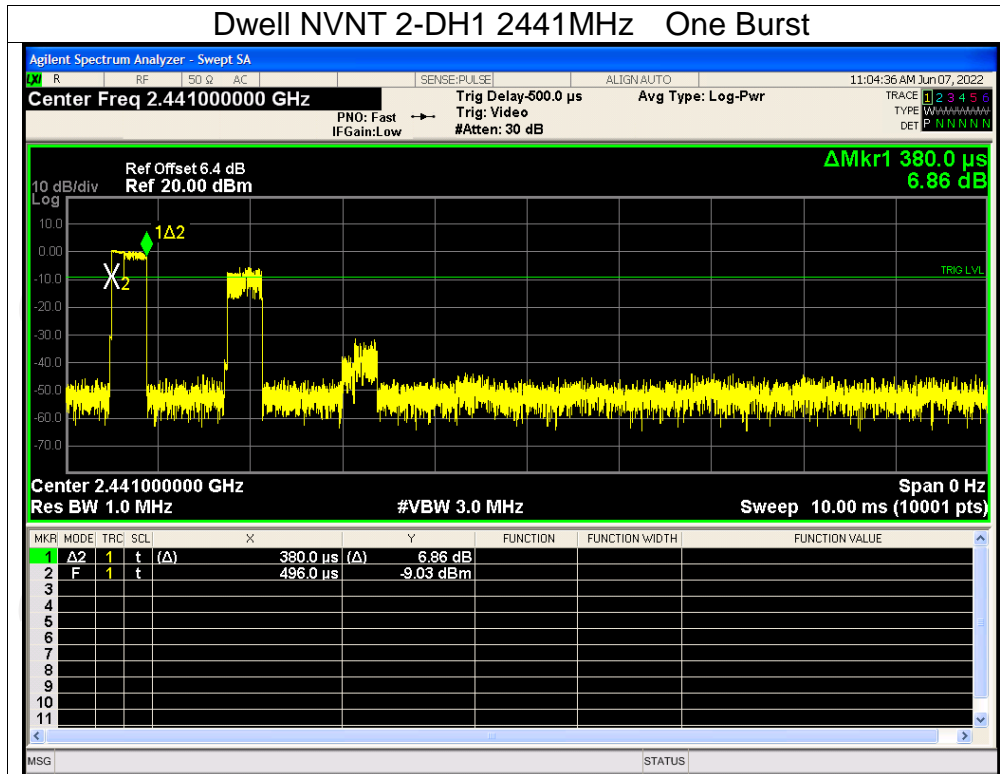 Dwell NVNT 2-DH1 2441MHz One Burst
Agilent Spectrum Analyzer - Swept SA
LXI R RF 50 Ω AC SENSE:PULSE ALIGN AUTO 11:04:36 AM Jun 07, 2022
Center Freq 2.441000000 GHz Trig Delay-500.0 µs Avg Type: Log-Pwr TRACE 1 2 3 4 5 6
PNO: Fast Trig: Video TYPE WWWWWW
IFGain:Low #Atten: 30 dB DET P N N N N N
ΔMkr1 380.0 µs
Ref Offset 6.4 dB
10 dB/div Ref 20.00 dBm 6.86 dB
Log
10.0
1Δ2
0.00
TRIG LVL
-10.0
2
-20.0
-30.0
-40.0
-50.0
-60.0
-70.0
Center 2.441000000 GHz Span 0 Hz
Res BW 1.0 MHz #VBW 3.0 MHz Sweep 10.00 ms (10001 pts)
MKR MODE TRC SCL X Y FUNCTION FUNCTION WIDTH FUNCTION VALUE
1 Δ2 1 t (Δ) 380.0 µs (Δ) 6.86 dB
2 F 1 t 496.0 µs -9.03 dBm
3
4
5
6
7
8
9
10
11
MSG STATUS